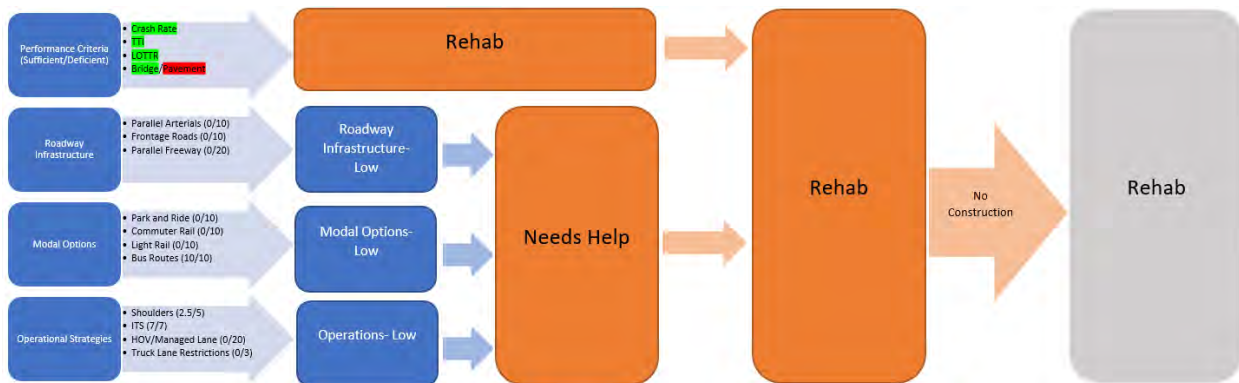 Performance Criteria
(Sufficient/Deficient)
• Crash Rate
• TTI
• LOTTR
• Bridge/Pavement
Rehab
Roadway
Infrastructure
• Parallel Arterials (0/10)
• Frontage Roads (0/10)
• Parallel Freeway (0/20)
Roadway
Infrastructure-
Low
Modal Options
• Park and Ride (0/10)
• Commuter Rail (0/10)
• Light Rail (0/10)
• Bus Routes (10/10)
Modal Options-
Low
Operational Strategies
• Shoulders (2.5/5)
• ITS (7/7)
• HOV/Managed Lane (0/20)
• Truck Lane Restrictions (0/3)
Operations- Low
Needs Help
Rehab
No
Construction
Rehab